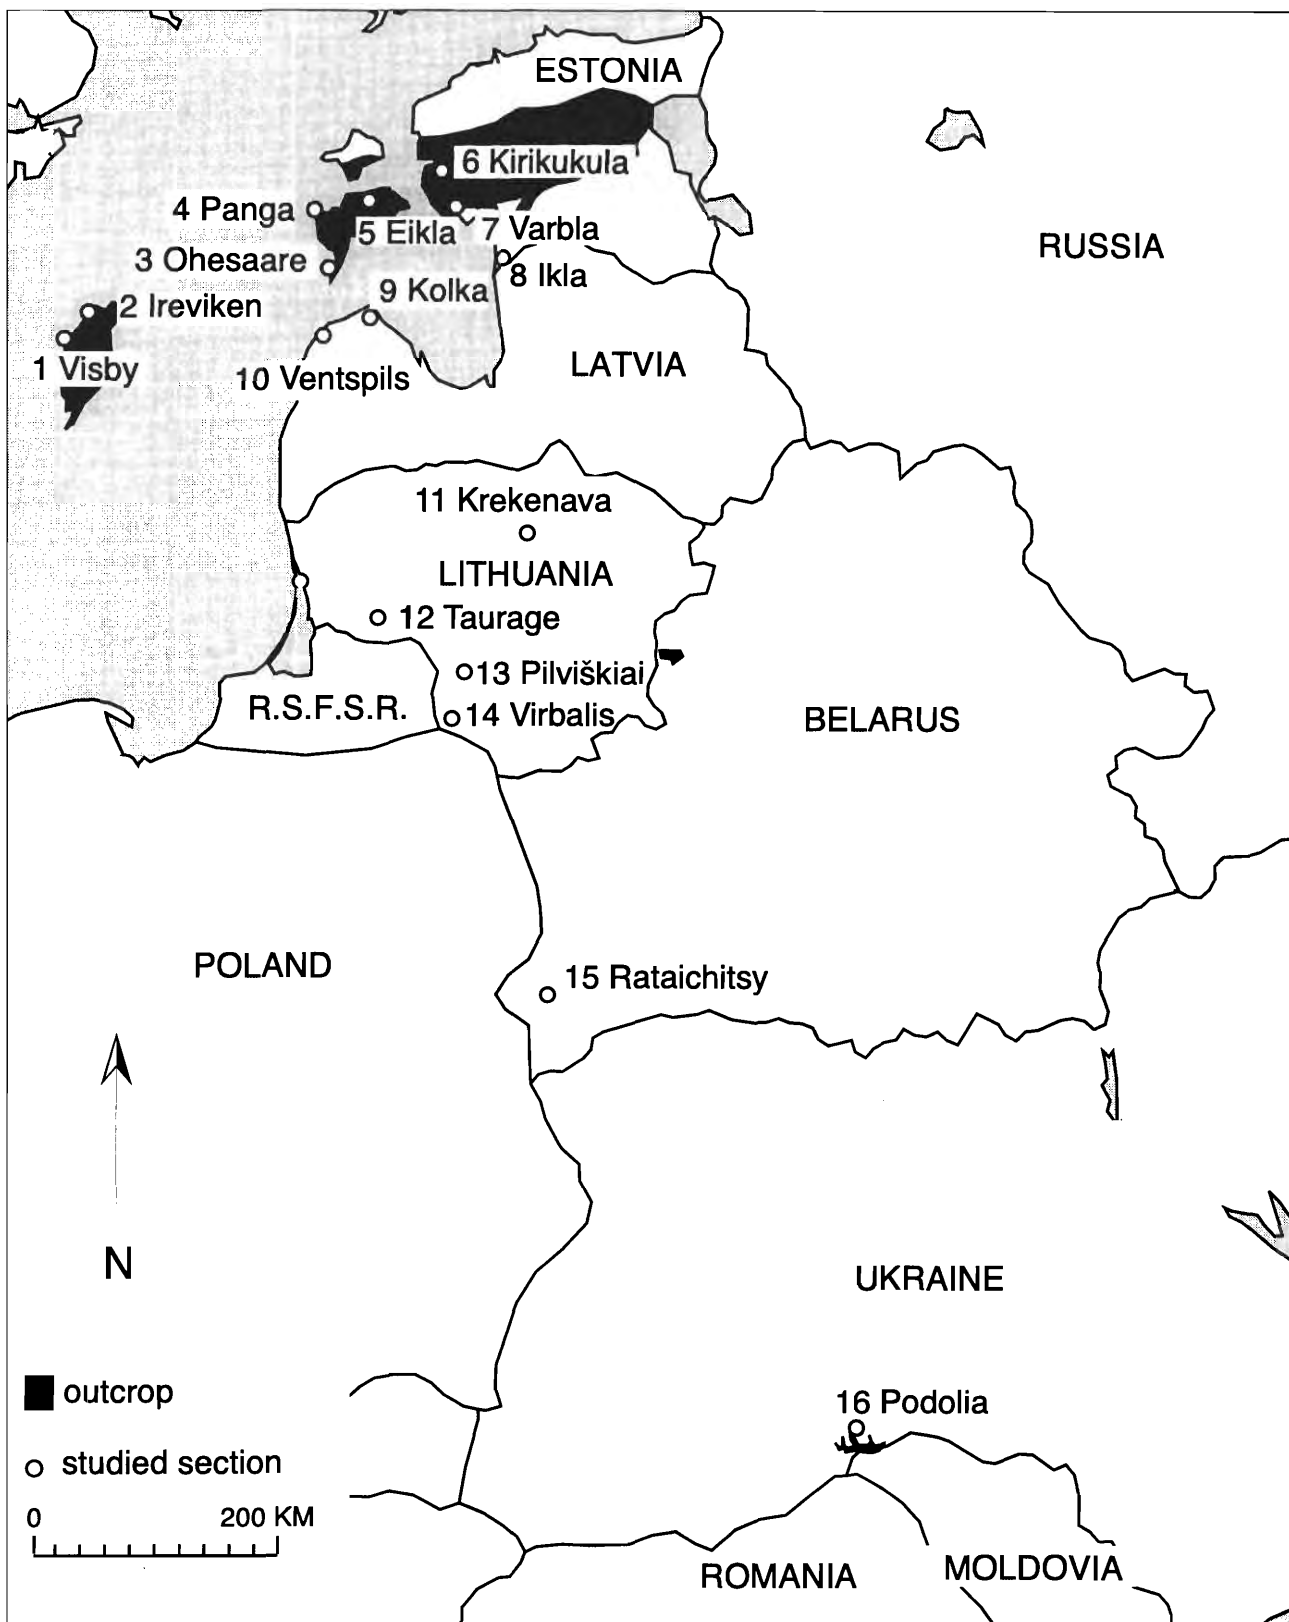 ESTONIA
6 Kirikukula
4 Panga
5 Eikla
7 Varbla
RUSSIA
3 Ohesaare
8 Ikla
9 Kolka
2 Ireviken
1 Visby
10 Ventspils
LATVIA
11 Krekenava
LITHUANIA
12 Taurage
13 Pilviškiai
R.S.F.S.R.
14 Virbalis
BELARUS
POLAND
15 Rataichitsy
N
UKRAINE
outcrop
16 Podolia
studied section
0 200 KM
ROMANIA
MOLDOVIA